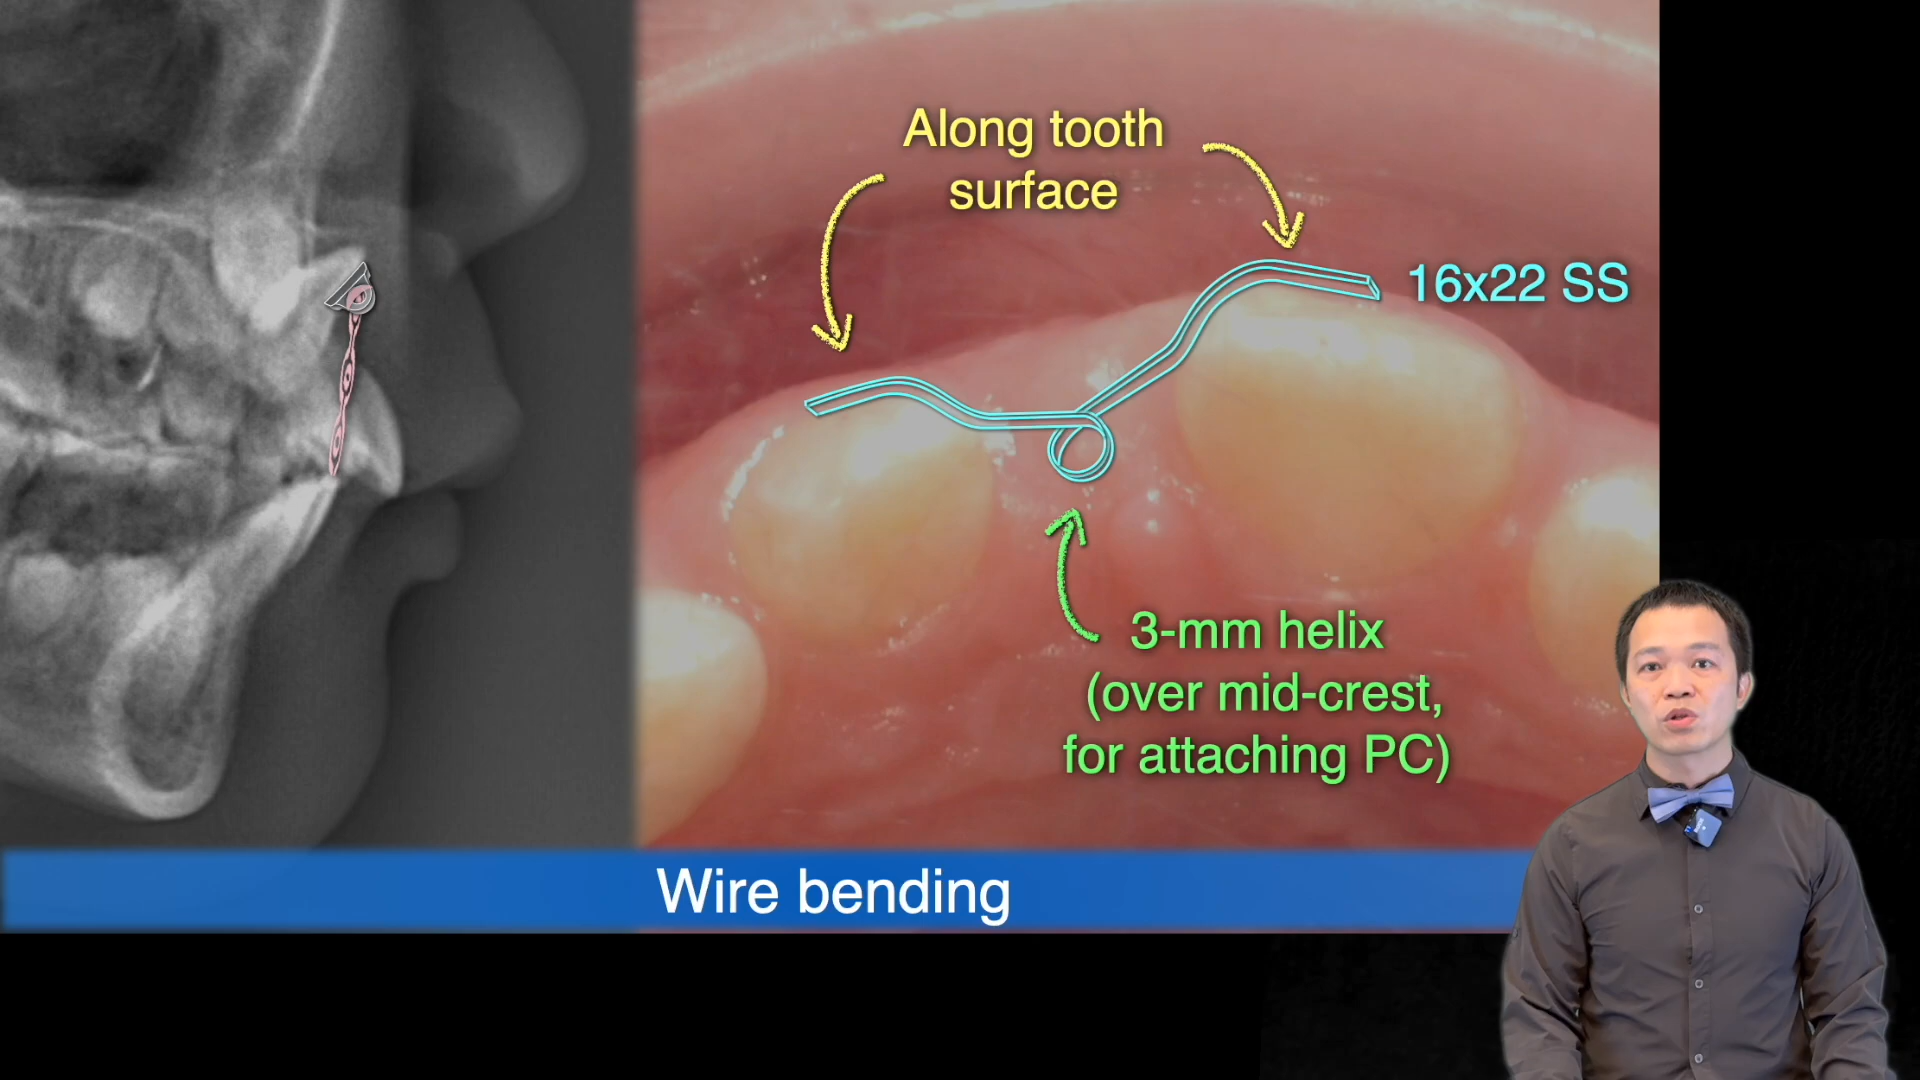 Along tooth
surface
16x22 SS
3-mm helix
(over mid-crest,
for attaching PC)
Wire bending